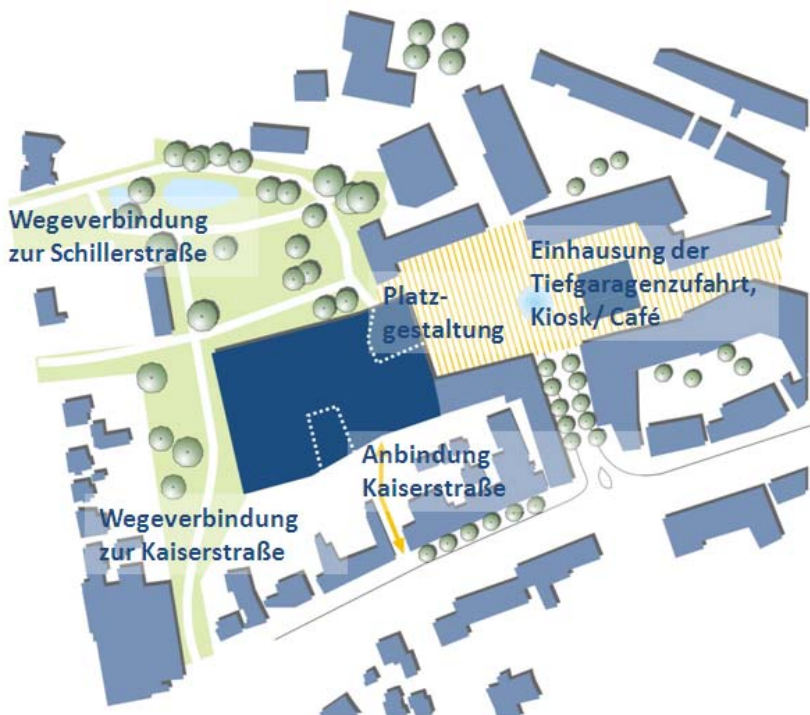 Wegeverbindung
zur Schillerstraße
Einhausung der
Tiefgaragenzufahrt,
Kiosk/ Café
Platz-
gestaltung
Anbindung
Kaiserstraße
Wegeverbindung
zur Kaiserstraße